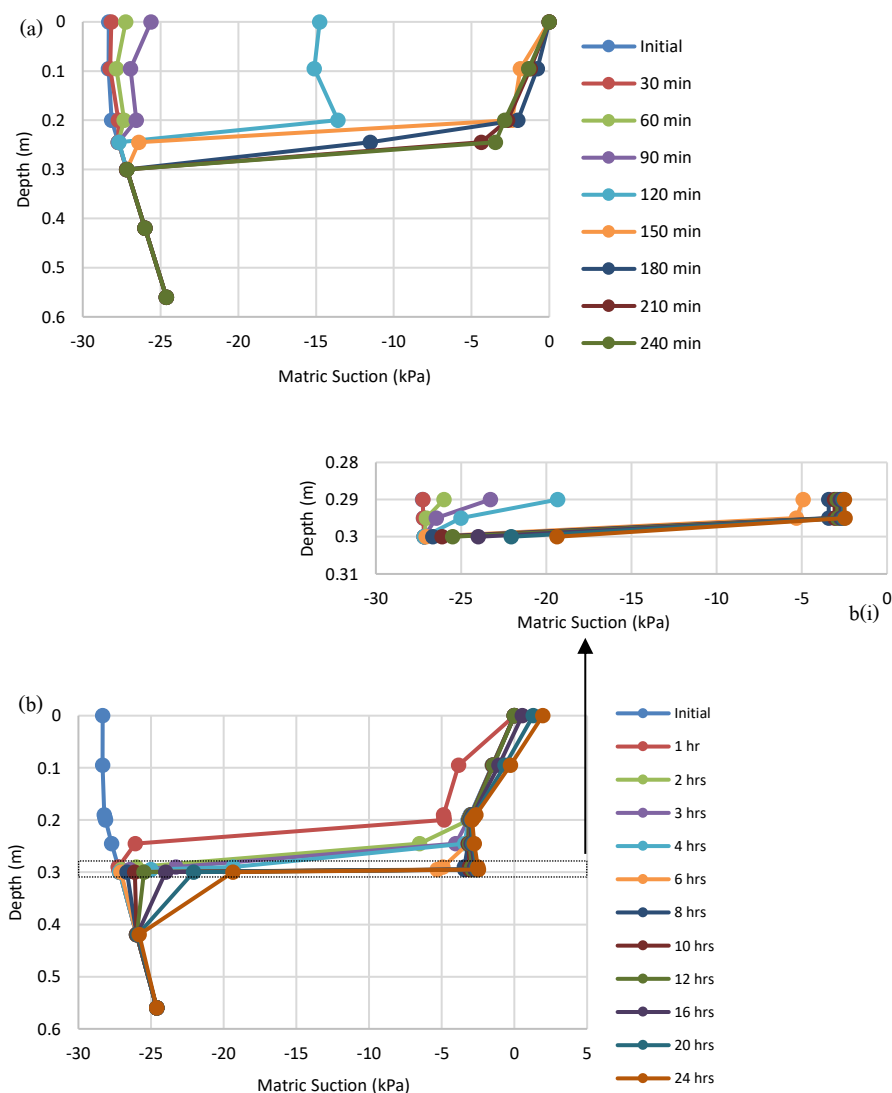 (a)
0
0.1
0.2
0.3
0.4
0.5
0.6
Depth (m)
-30 -25 -20 -15 -10 -5 0
Matric Suction (kPa)
Initial
30 min
60 min
90 min
120 min
150 min
180 min
210 min
240 min
0.28
0.29
0.3
0.31
Depth (m)
-30 -25 -20 -15 -10 -5 0
Matric Suction (kPa)
b(i)
(b)
0
0.1
0.2
0.3
0.4
0.5
0.6
Depth (m)
-30 -25 -20 -15 -10 -5 0 5
Matric Suction (kPa)
Initial
1 hr
2 hrs
3 hrs
4 hrs
6 hrs
8 hrs
10 hrs
12 hrs
16 hrs
20 hrs
24 hrs